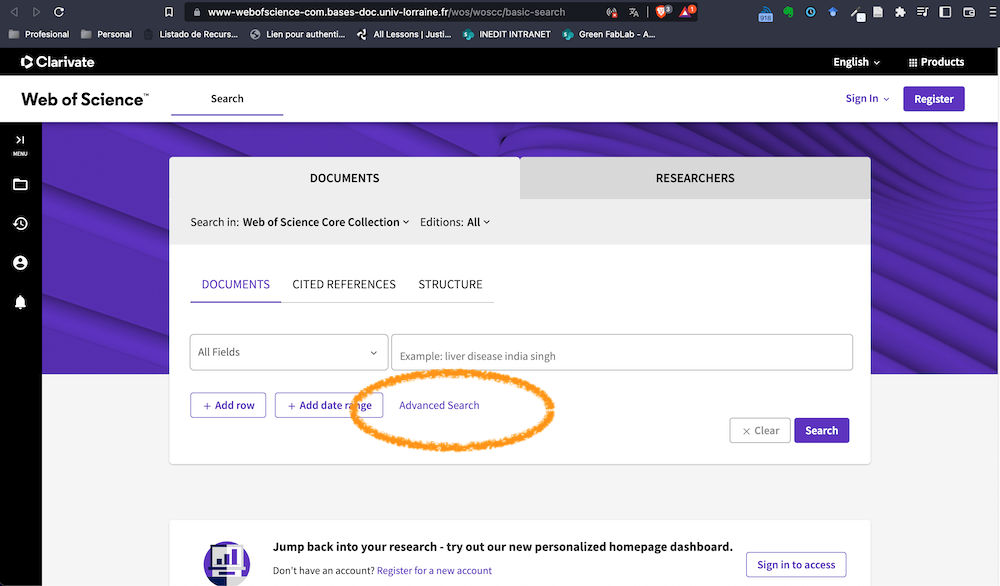 www-webofscience-com.bases-doc.univ-lorraine.fr/wos/woscc/basic-search
918
3
1
Profesional Personal Listado de Recurs... Lien pour authenti... All Lessons | Justi... INEDIT INTRANET Green FabLab - A...
Clarivate English Products
Web of Science™ Search Sign In Register
MENU
DOCUMENTS RESEARCHERS
Search in: Web of Science Core Collection Editions: All
DOCUMENTS CITED REFERENCES STRUCTURE
All Fields Example: liver disease india singh
+ Add row + Add date range Advanced Search
× Clear Search
Jump back into your research - try out our new personalized homepage dashboard.
Don't have an account? Register for a new account
Sign in to access